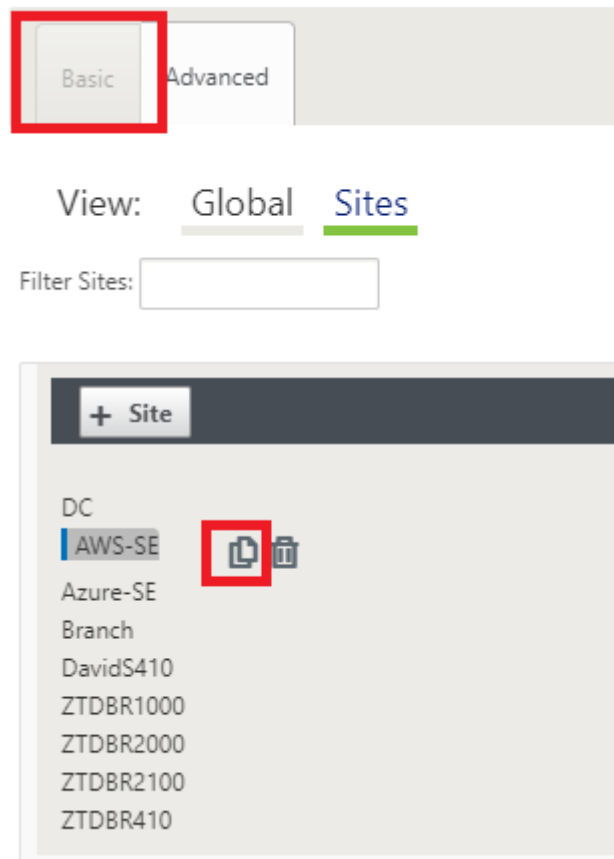 Basic Advanced
View: Global Sites
Filter Sites:
+ Site
DC
AWS-SE
Azure-SE
Branch
DavidS410
ZTDBR1000
ZTDBR2000
ZTDBR2100
ZTDBR410